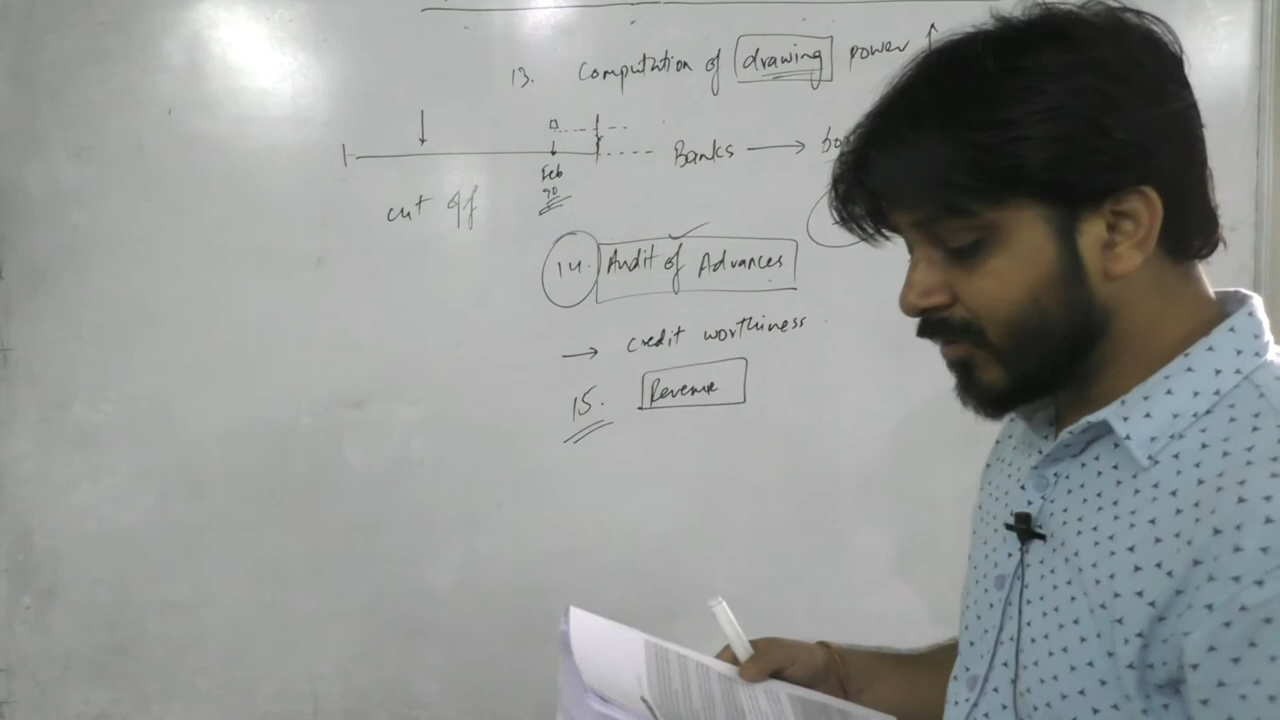 13. Computation of drawing power ↑
Banks →
Feb
cut off
14. Audit of Advances
→ credit worthiness
15. Revenue